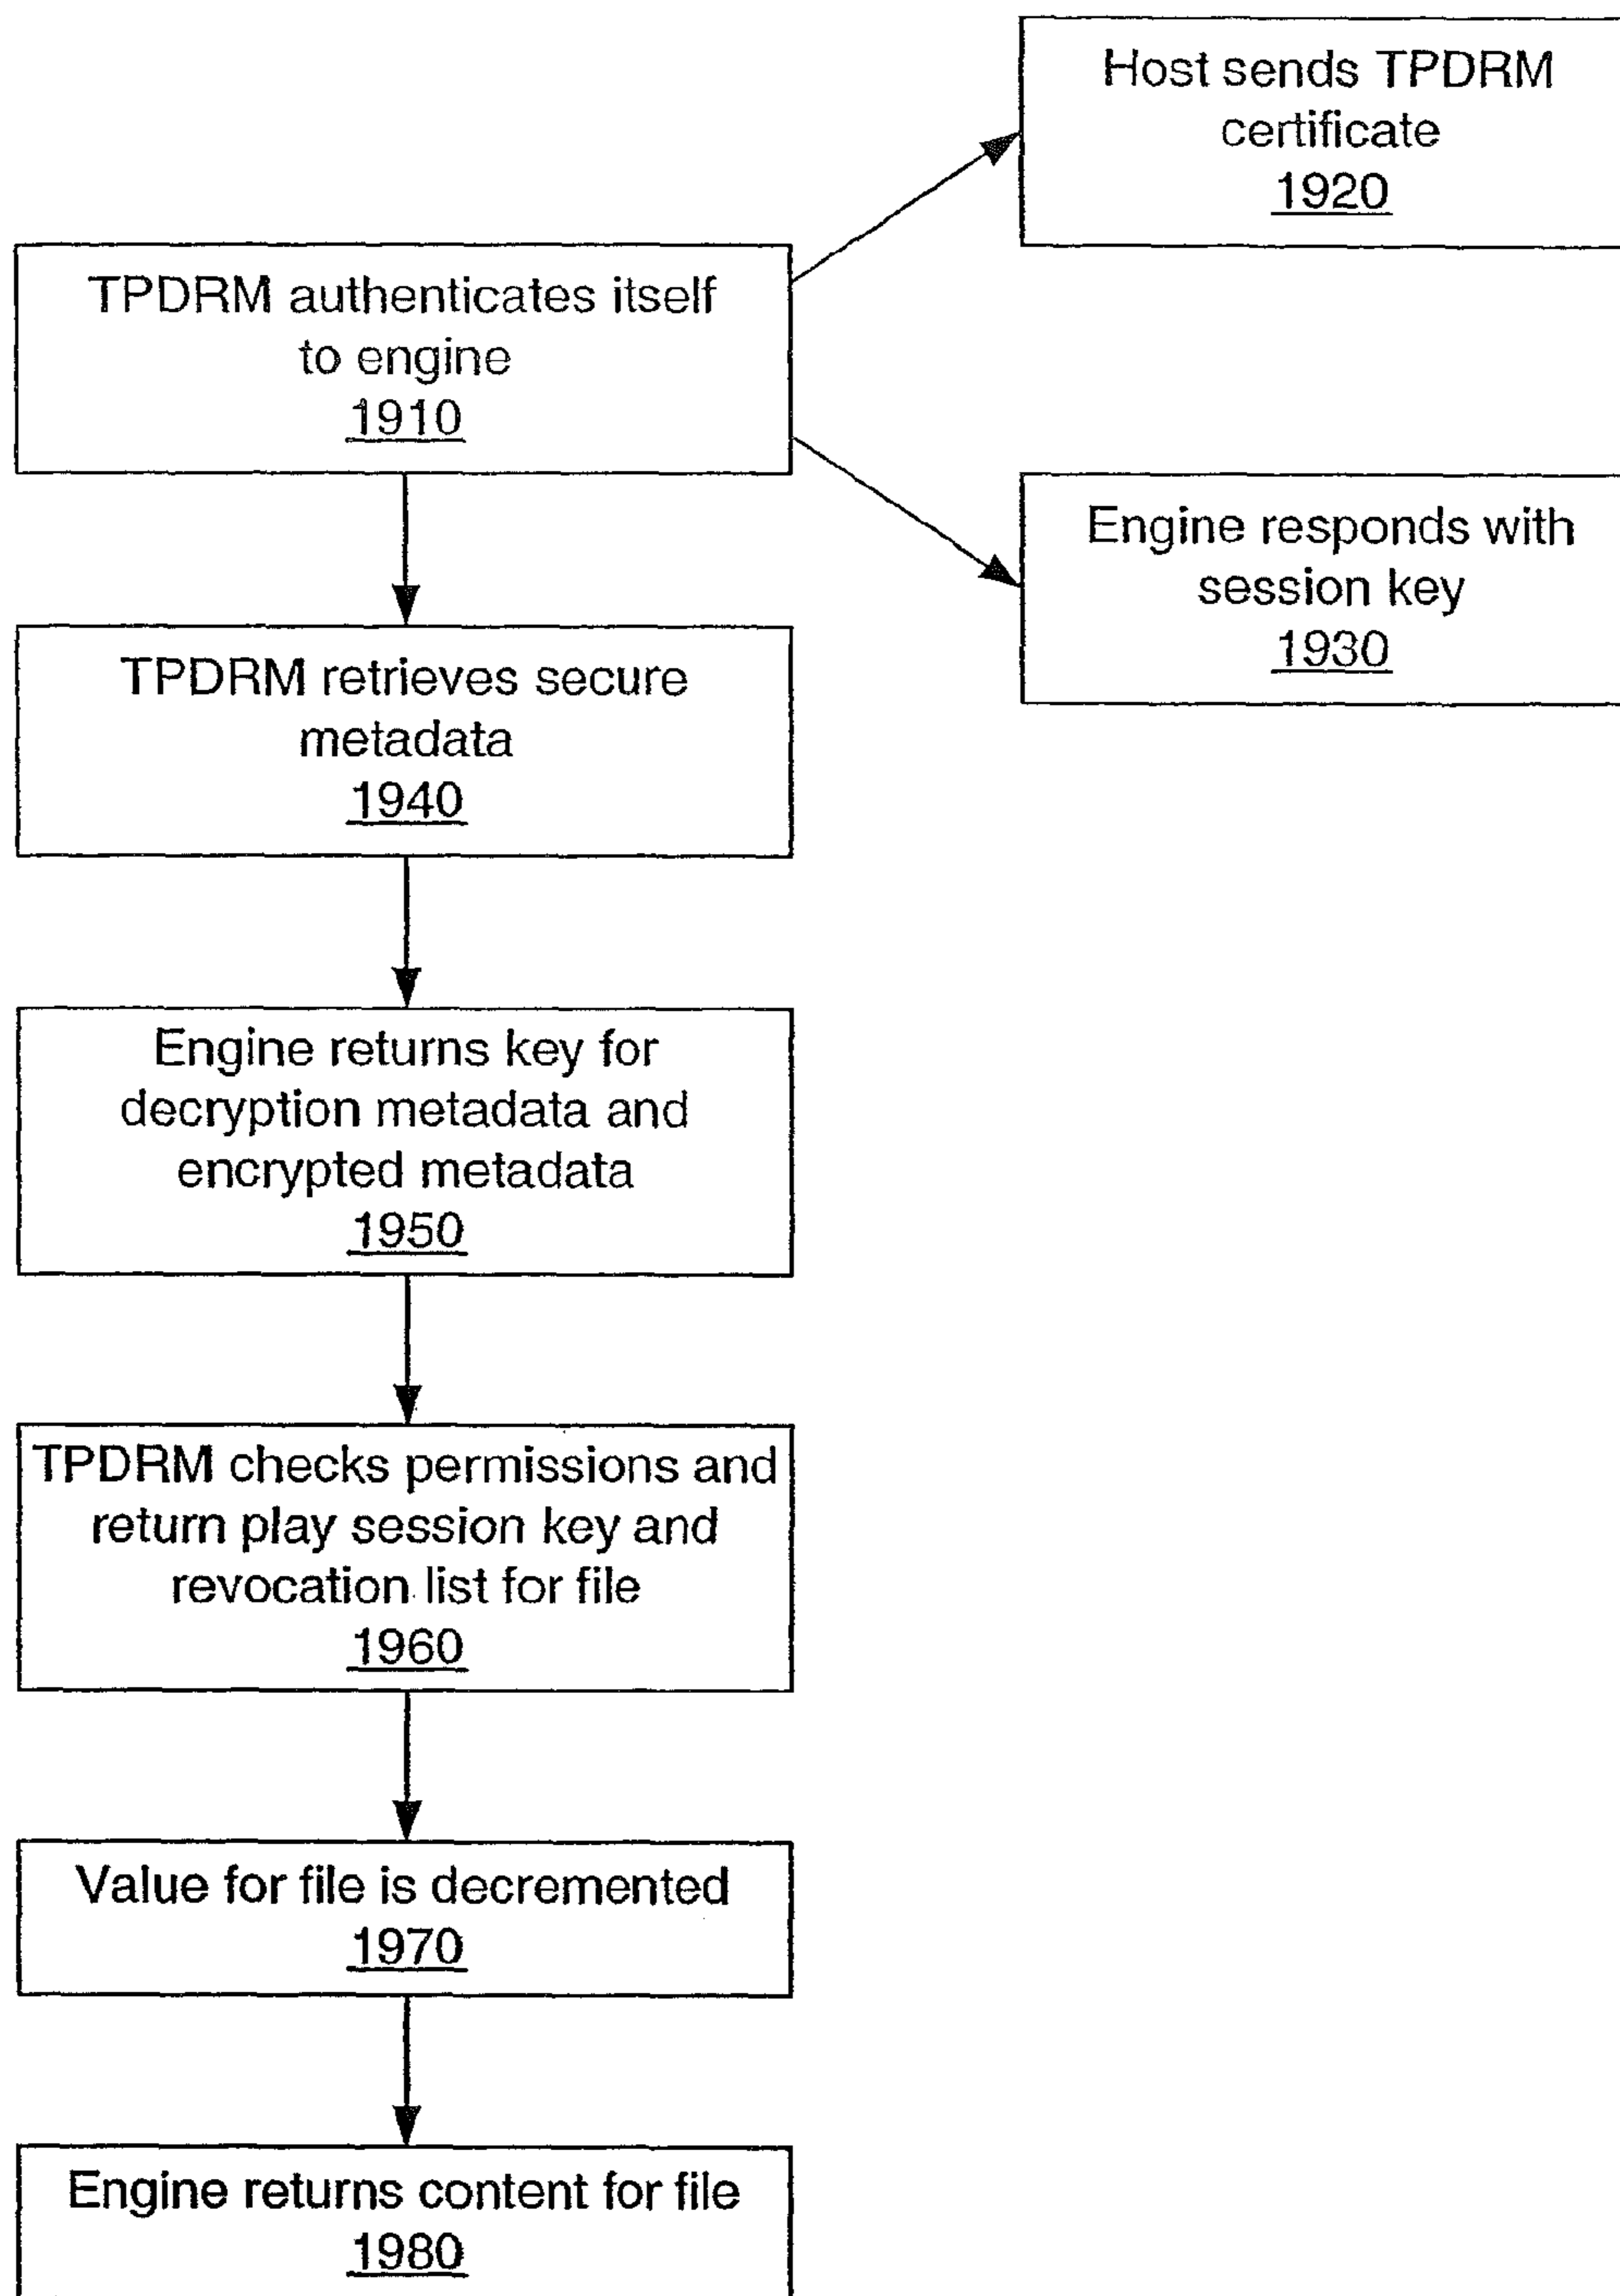 Host sends TPDRM
certificate
1920
TPDRM authenticates itself
to engine
1910
Engine responds with
session key
1930
TPDRM retrieves secure
metadata
1940
Engine returns key for
decryption metadata and
encrypted metadata
1950
TPDRM checks permissions and
return play session key and
revocation list for file
1960
Value for file is decremented
1970
Engine returns content for file
1980